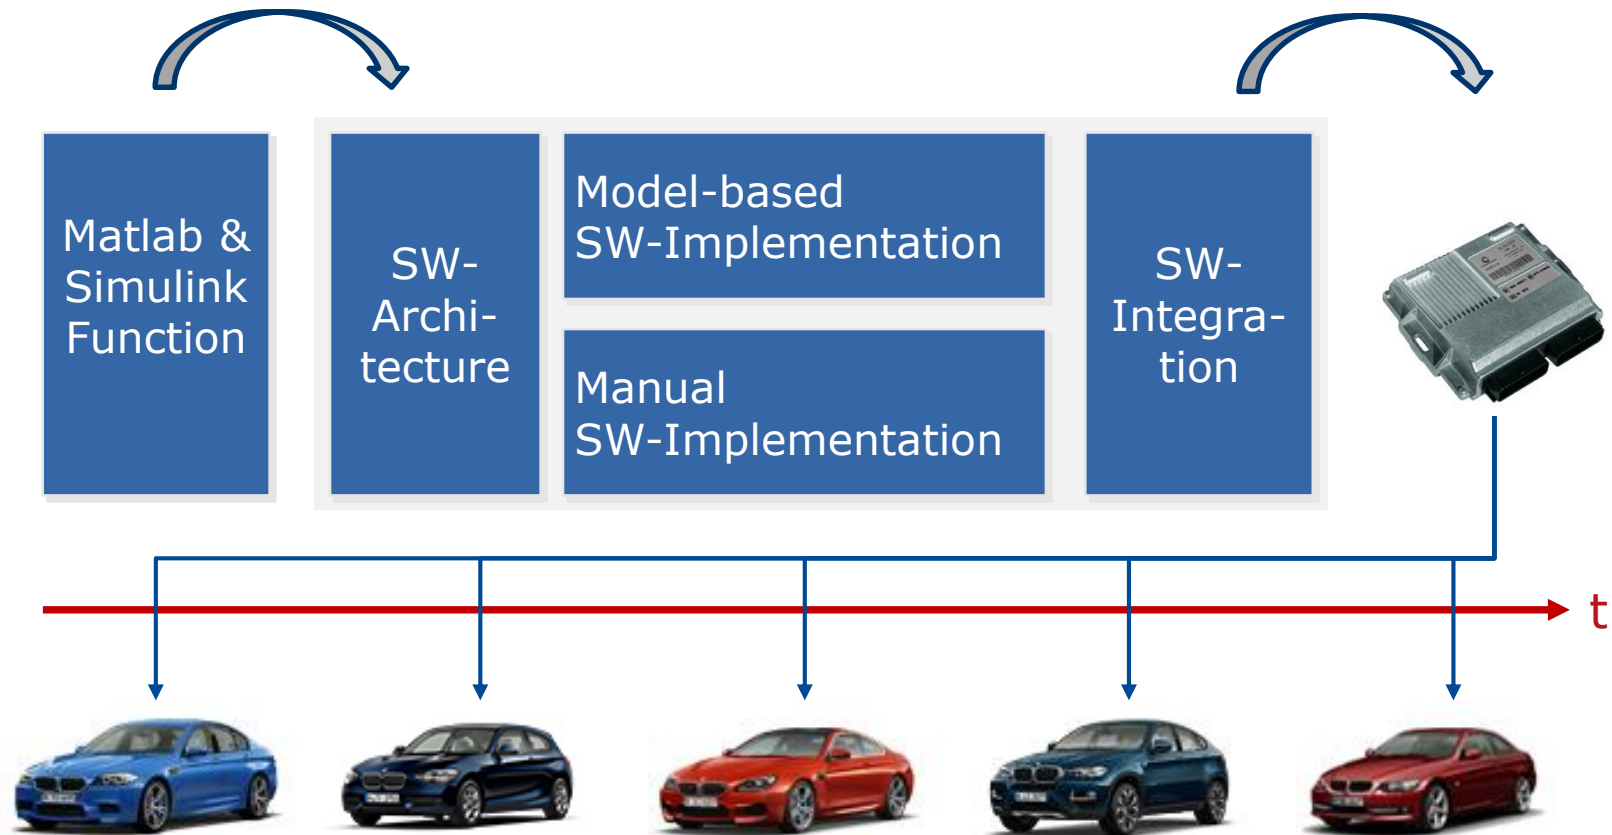 Matlab &
Simulink
Function
SW-
Archi-
tecture
Model-based
SW-Implementation
Manual
SW-Implementation
SW-
Integra-
tion
t